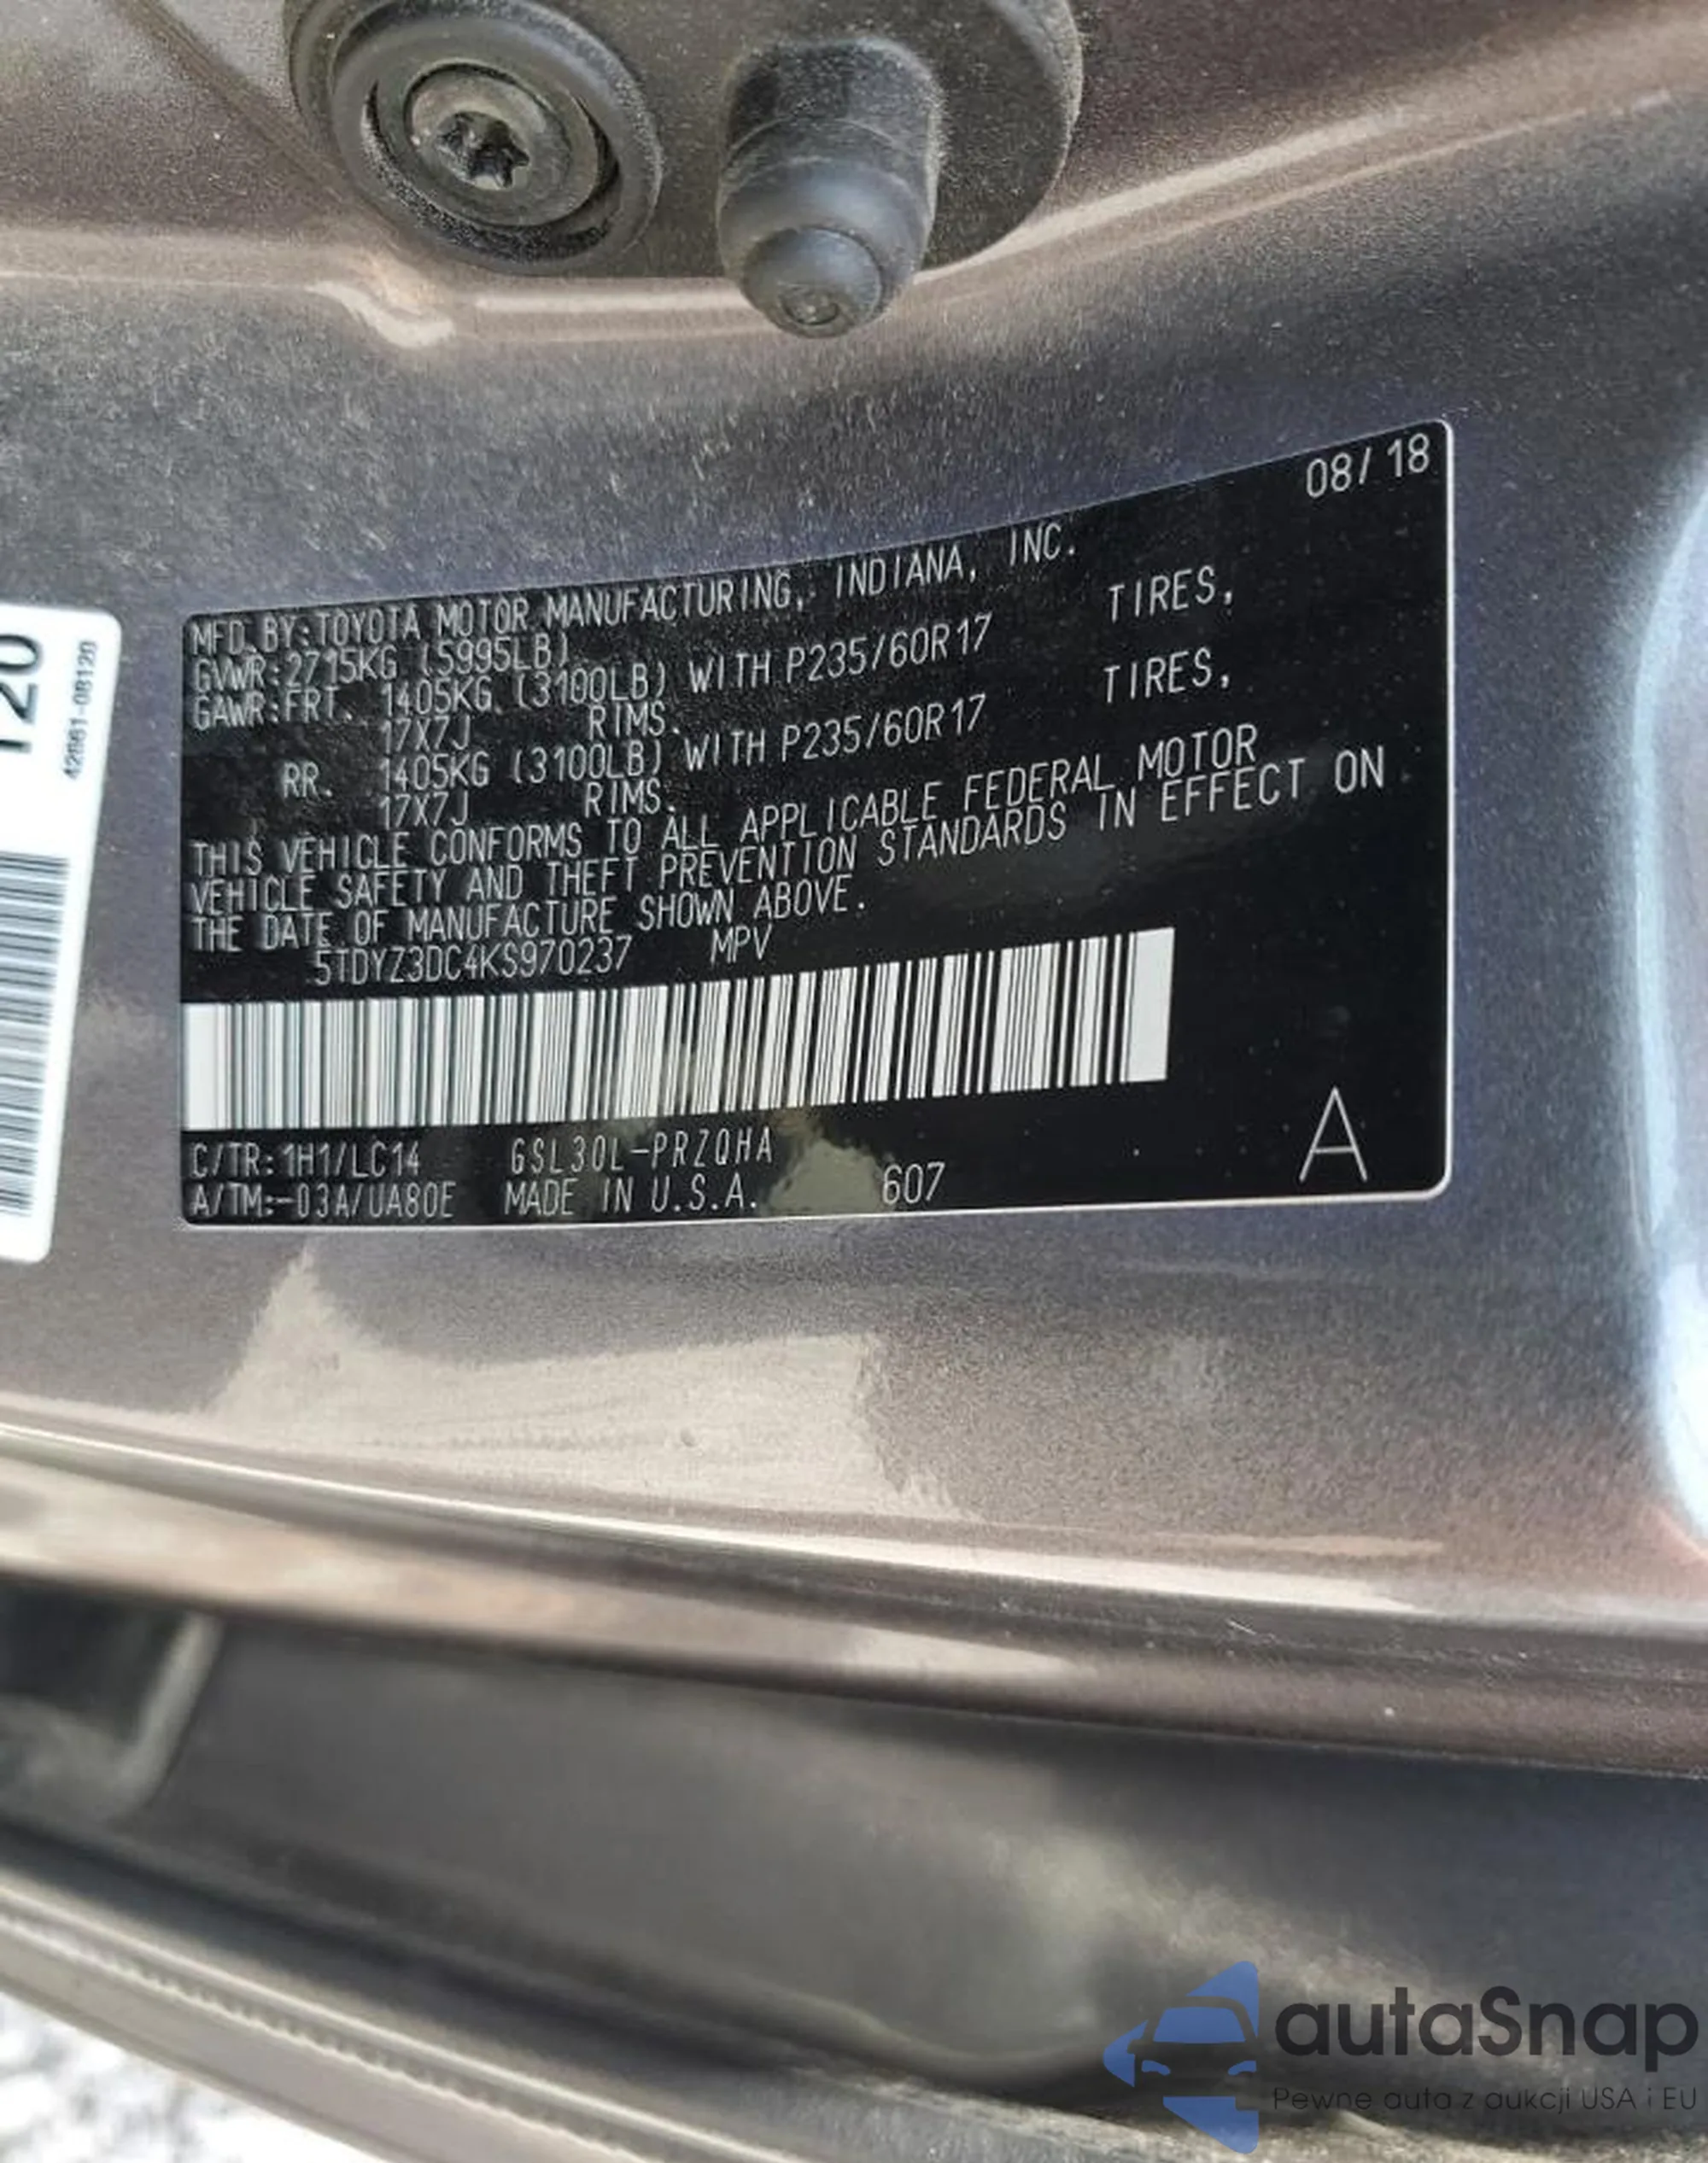 120
42661-08120
08/18
MFD. BY: TOYOTA MOTOR MANUFACTURING, INDIANA, INC.
GVWR: 2715KG (5995LB)
GAWR: FRT. 1405KG (3100LB) WITH P235/60R17 TIRES,
17X7J RIMS.
RR. 1405KG (3100LB) WITH P235/60R17 TIRES,
17X7J RIMS.
THIS VEHICLE CONFORMS TO ALL APPLICABLE FEDERAL MOTOR
VEHICLE SAFETY AND THEFT PREVENTION STANDARDS IN EFFECT ON
THE DATE OF MANUFACTURE SHOWN ABOVE.
5TDYZ3DC4KS970237 MPV
C/TR: 1H1/LC14 GSL30L-PRZQHA
A/TM: -03A/UA80E MADE IN U.S.A. 607
A
autaSnap
Pewne auta z aukcji USA i EU